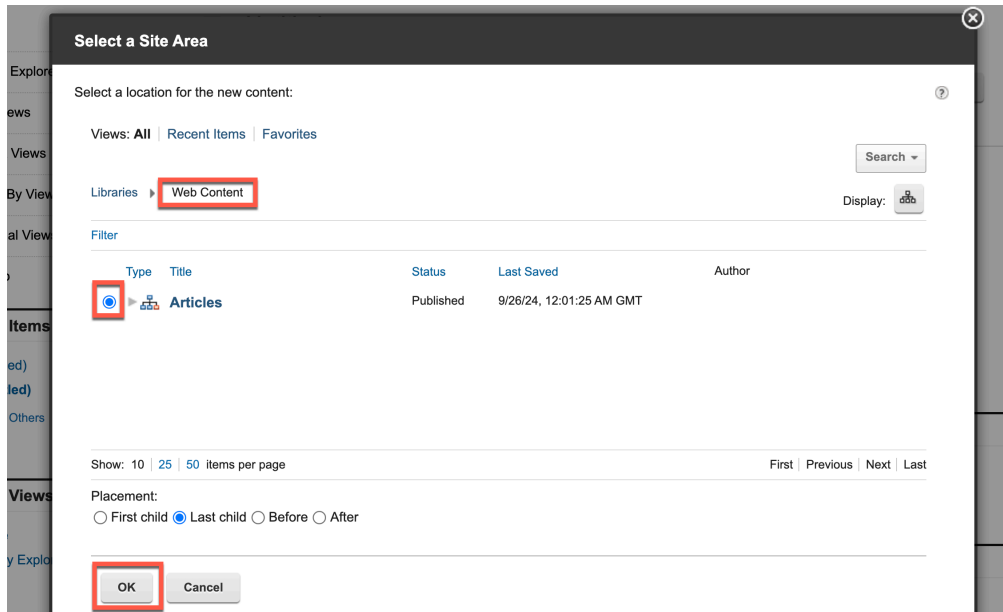 Select a Site Area
Explore
Select a location for the new content:
ews
Views: All | Recent Items | Favorites
Views
Search
By View
Libraries Web Content
Display:
al View
Filter
Type Title Status Last Saved Author
Articles Published 9/26/24, 12:01:25 AM GMT
Items
ed)
led)
Others
Show: 10 | 25 | 50 items per page First | Previous | Next | Last
Views
Placement:
First child Last child Before After
y Explo
OK Cancel